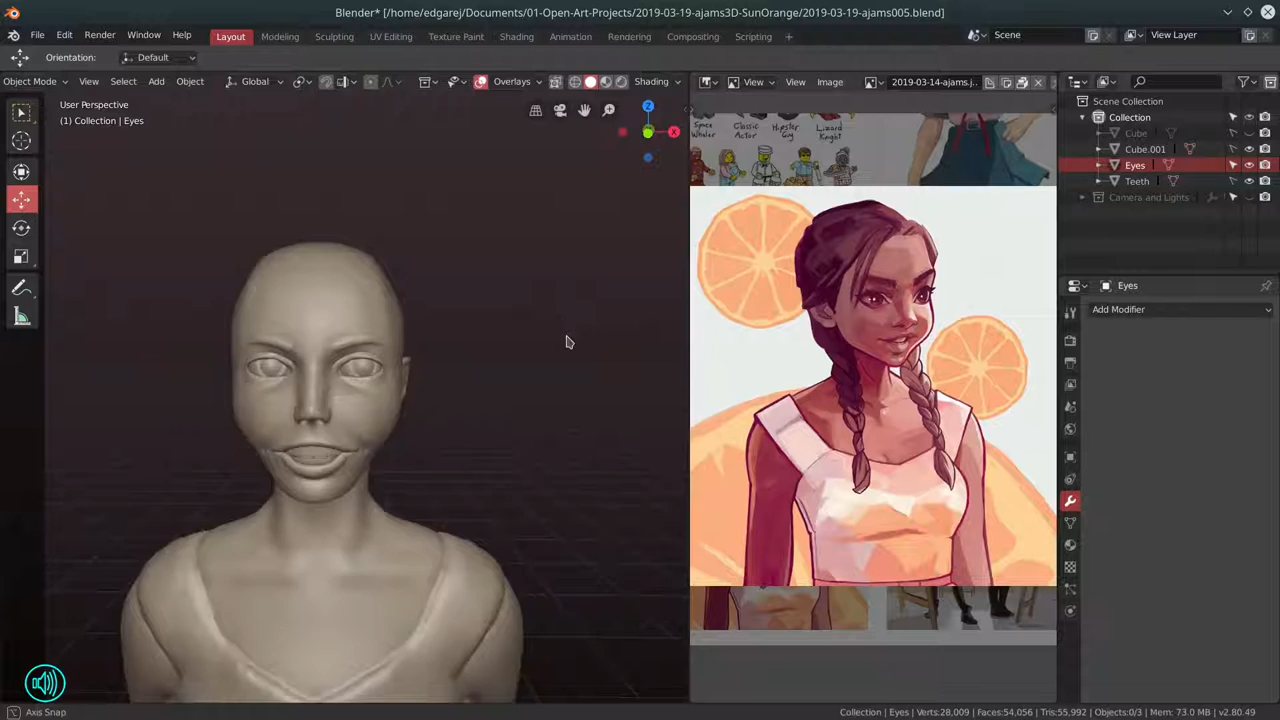 Blender* [/home/edgarej/Documents/01-Open-Art-Projects/2019-03-19-ajams3D-SunOrange/2019-03-19-ajams005.blend]
File Edit Render Window Help Layout Modeling Sculpting UV Editing Texture Paint Shading Animation Rendering Compositing Scripting + Scene View Layer
Orientation: Default
Object Mode View Select Add Object Global Overlays Shading View View Image 2019-03-14-ajams.j..
User Perspective
(1) Collection | Eyes
Z
X
Space Whaler
Classic Actor
Hipster Guy
Lizard Knight
Scene Collection
Collection
Cube
Cube.001
Eyes
Teeth
Camera and Lights
Eyes
Add Modifier
Axis Snap
Collection | Eyes | Verts:28,009 | Faces:54,056 | Tris:55,992 | Objects:0/3 | Mem: 73.0 MB | v2.80.49